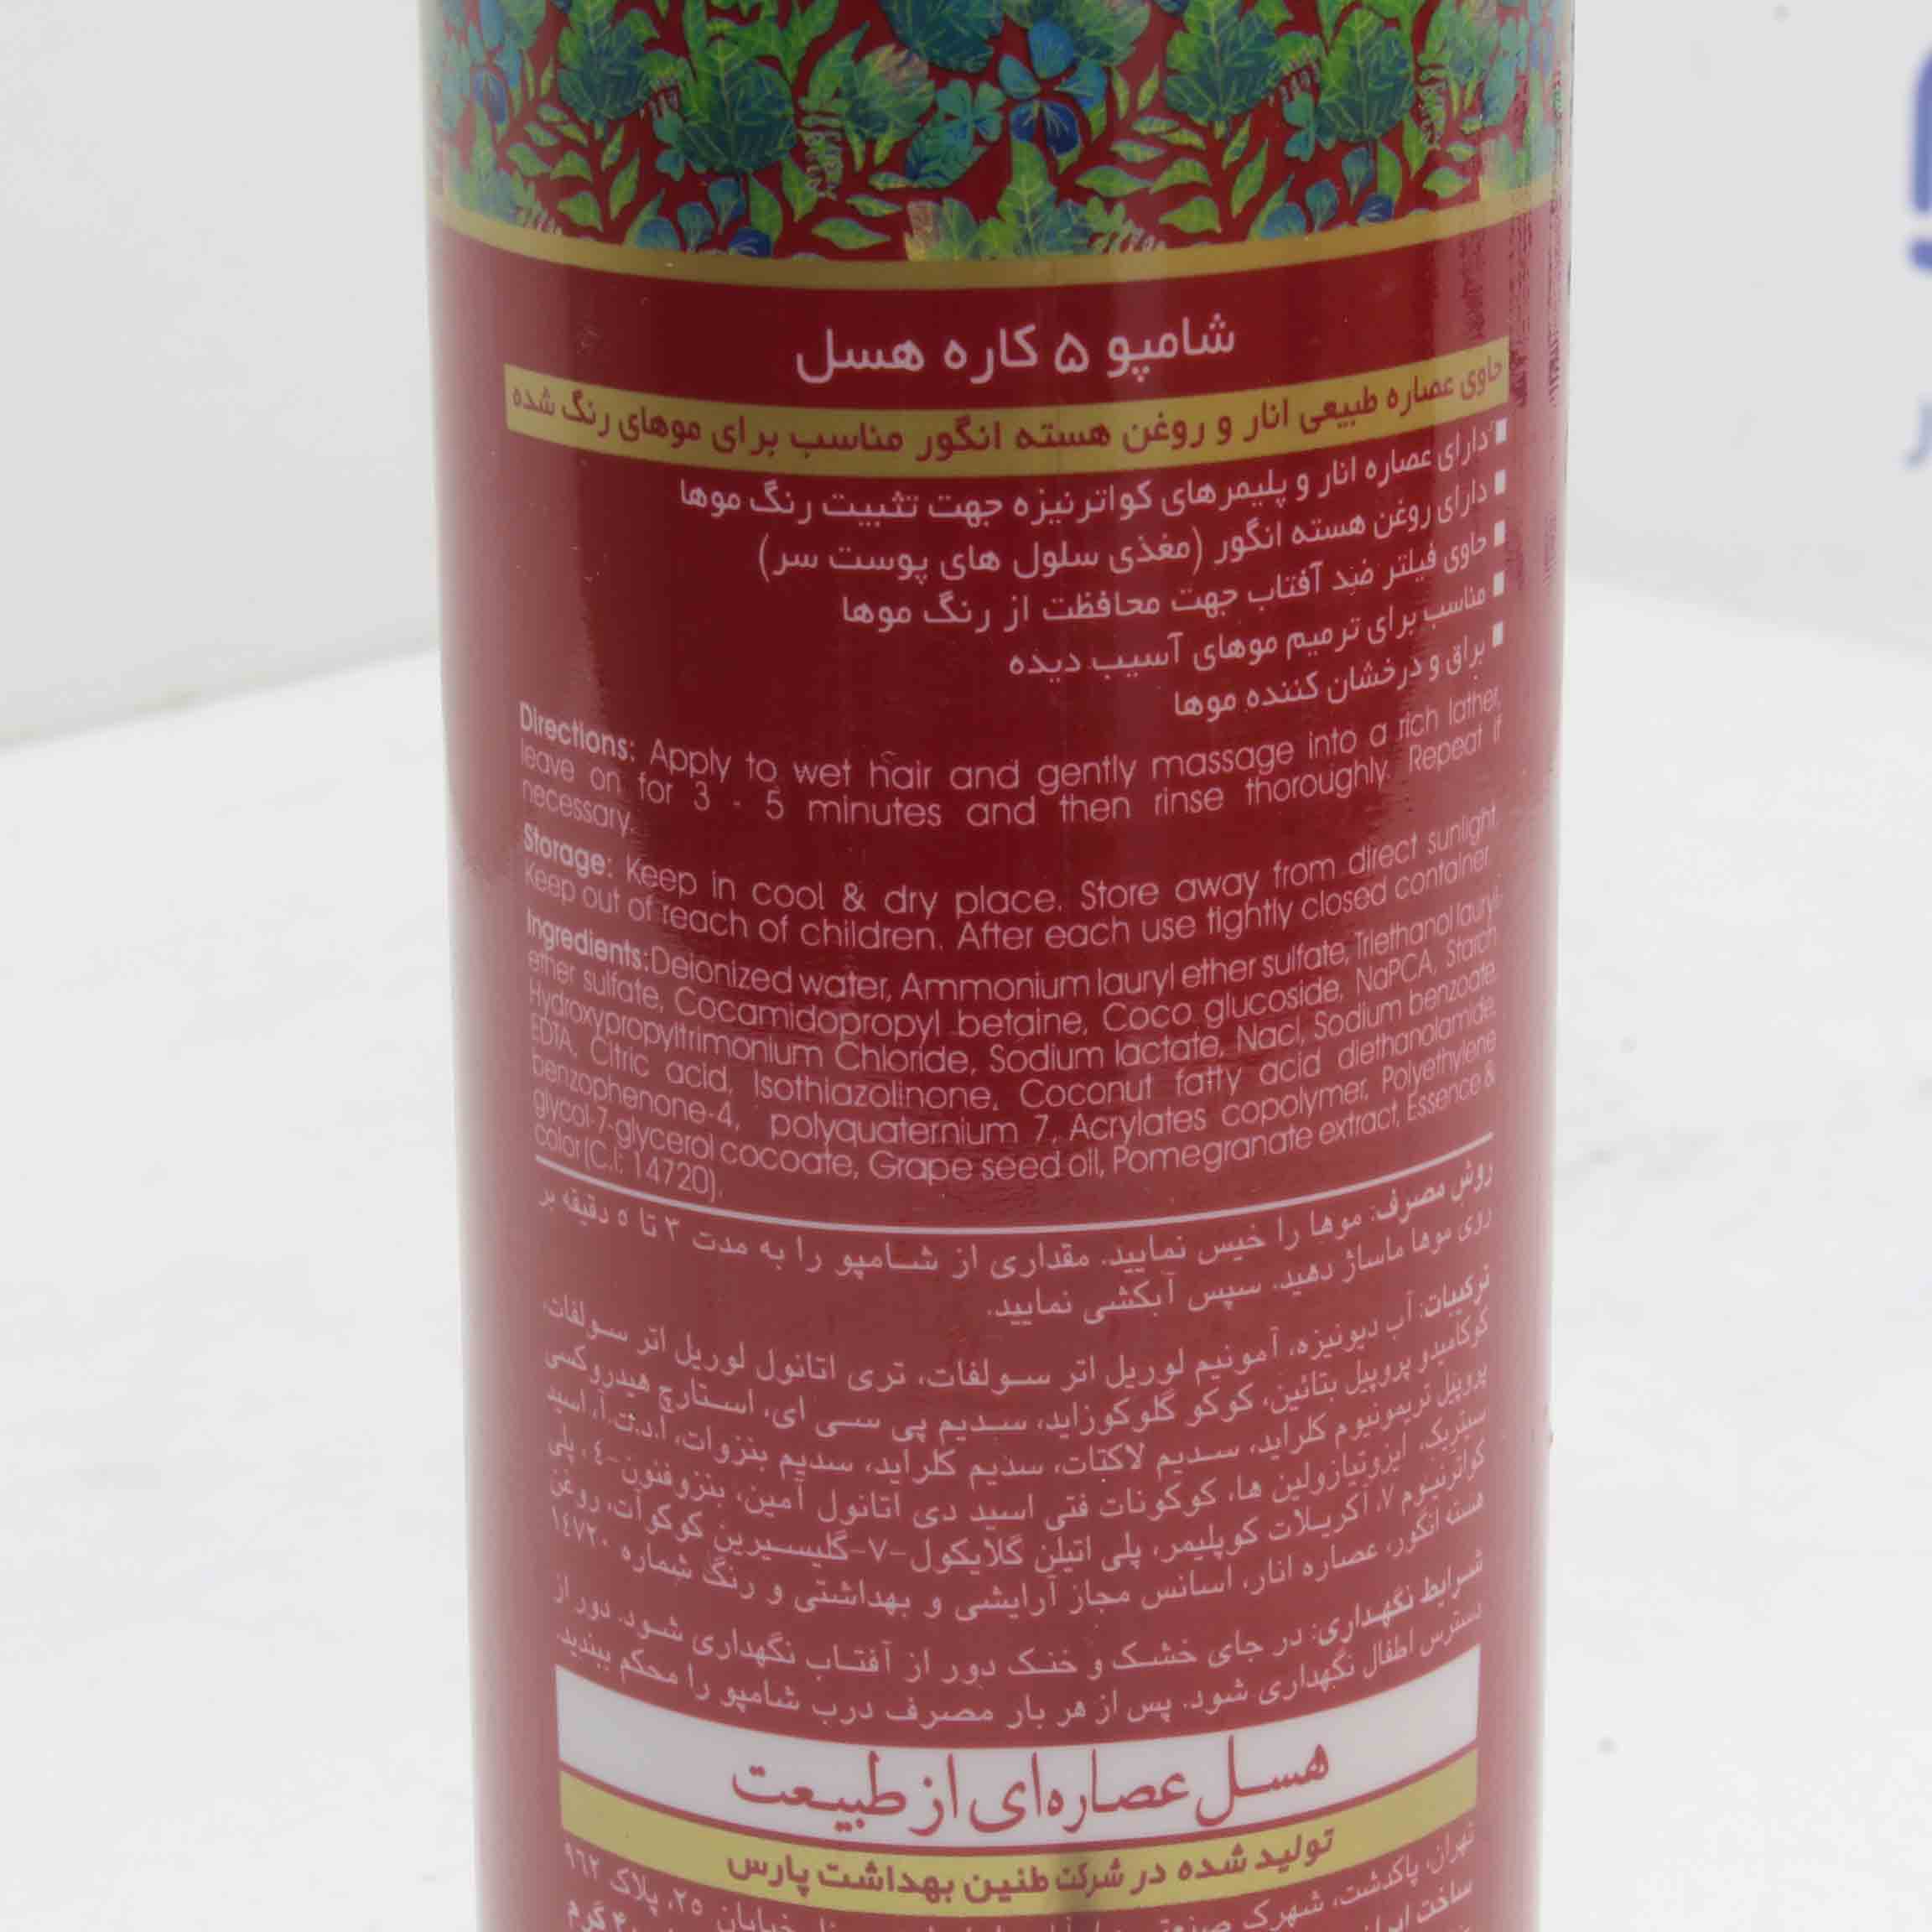 شامپو ۵ کاره هسل
حاوی عصاره طبیعی انار و روغن هسته انگور مناسب برای موهای رنگ شده
دارای عصاره انار و پلیمرهای کواترنیزه جهت تثبیت رنگ موها
دارای روغن هسته انگور (مغذی سلول های پوست سر)
حاوی فیلتر ضد آفتاب جهت محافظت از رنگ موها
مناسب برای ترمیم موهای آسیب دیده
براق و درخشان کننده موها
Directions: Apply to wet hair and gently massage into a rich lather,
leave on for 3 - 5 minutes and then rinse thoroughly. Repeat if
necessary.
Storage: Keep in cool & dry place. Store away from direct sunlight.
Keep out of reach of children. After each use tightly closed container.
Ingredients: Deionized water, Ammonium lauryl ether sulfate, Triethanol lauryl
ether sulfate, Cocamidopropyl betaine, Coco glucoside, NaPCA, Starch
Hydroxypropyltrimonium Chloride, Sodium lactate, Nacl, Sodium benzoate,
EDTA, Citric acid, Isothiazolinone, Coconut fatty acid diethanolamide,
benzophenone-4, polyquaternium 7, Acrylates copolymer, Polyethylene
glycol-7-glycerol cocoate, Grape seed oil, Pomegranate extract, Essence &
color(C.I: 14720).
روش مصرف: موها را خیس نمایید. مقداری از شامپو را به مدت ۳ تا ۵ دقیقه بر
روی موها ماساژ دهید. سپس آبکشی نمایید.
ترکیبات: آب دیونیزه، آمونیم لوریل اتر سولفات، تری اتانول لوریل اتر سولفات،
کوکامیدو پروپیل بتائین، کوکو گلوکوزاید، سدیم پی سی ای، استارچ هیدروکسی
پروپیل تریمونیوم کلراید، سدیم لاکتات، سدیم کلراید، سدیم بنزوات، ا.د.ت.ا، اسید
سیتریک، ایزوتیازولین ها، کوکونات فتی اسید دی اتانول آمین، بنزوفنون-٤، پلی
کواترنیوم ۷، آکریلات کوپلیمر، پلی اتیلن گلایکول-۷-گلیسیرین کوکوآت، روغن
هسته انگور، عصاره انار، اسانس مجاز آرایشی و بهداشتی و رنگ شماره ۱٤۷۲۰
شرایط نگهداری: در جای خشک و خنک دور از آفتاب نگهداری شود. دور از
دسترس اطفال نگهداری شود. پس از هر بار مصرف درب شامپو را محکم ببندید.
هسل عصاره‌ای از طبیعت
تولید شده در شرکت طنین بهداشت پارس
تهران، پاکدشت، شهرک صنعتی خیابان ۲۵، پلاک ۹۶۲
ساخت ایران گرم